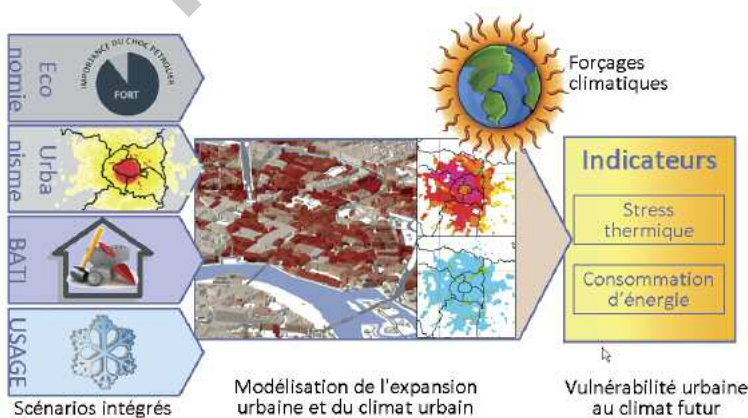 Eco
nomie
IMPORTANCE DU CHOC PETROLIER
FORT
Urba
nisme
BATI
USAGE
Scénarios intégrés
Modélisation de l'expansion
urbaine et du climat urbain
Forçages
climatiques
Indicateurs
Stress
thermique
Consommation
d'énergie
Vulnérabilité urbaine
au climat futur